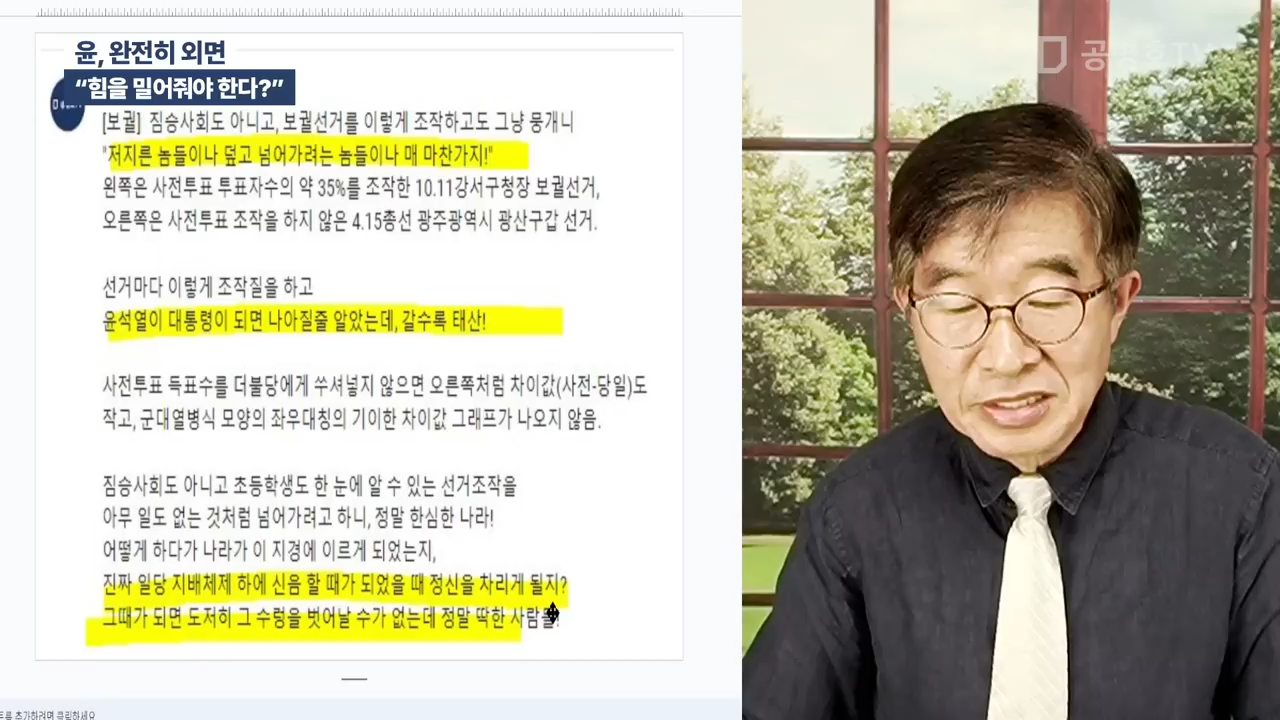 윤, 완전히 외면
“힘을 밀어줘야 한다?”
공병호TV
[보궐] 짐승사회도 아니고, 보궐선거를 이렇게 조작하고도 그냥 뭉개니
"저지른 놈들이나 덮고 넘어가려는 놈들이나 매 마찬가지!"
왼쪽은 사전투표 투표자수의 약 35%를 조작한 10.11강서구청장 보궐선거,
오른쪽은 사전투표 조작을 하지 않은 4.15총선 광주광역시 광산구갑 선거.
선거마다 이렇게 조작질을 하고
윤석열이 대통령이 되면 나아질줄 알았는데, 갈수록 태산!
사전투표 득표수를 더불당에게 쑤셔넣지 않으면 오른쪽처럼 차이값(사전-당일)도
작고, 군대열병식 모양의 좌우대칭의 기이한 차이값 그래프가 나오지 않음.
짐승사회도 아니고 초등학생도 한 눈에 알 수 있는 선거조작을
아무 일도 없는 것처럼 넘어가려고 하니, 정말 한심한 나라!
어떻게 하다가 나라가 이 지경에 이르게 되었는지,
진짜 일당 지배체제 하에 신음 할 때가 되었을 때 정신을 차리게 될지?
그때가 되면 도저히 그 수렁을 벗어날 수가 없는데 정말 딱한 사람들!
트를 추가하려면 클릭하세요